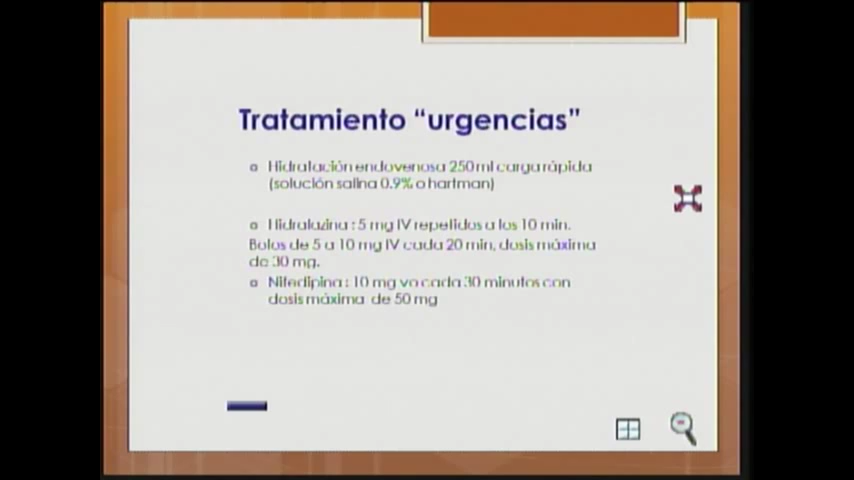 Tratamiento “urgencias”
Hidratación endovenosa 250 ml carga rápida
(solución salina 0.9% o hartman)
Hidralazina : 5 mg IV repetidos a los 10 min.
Bolos de 5 a 10 mg IV cada 20 min, dosis máxima
de 30 mg.
Nifedipina : 10 mg vo cada 30 minutos con
dosis máxima de 50 mg